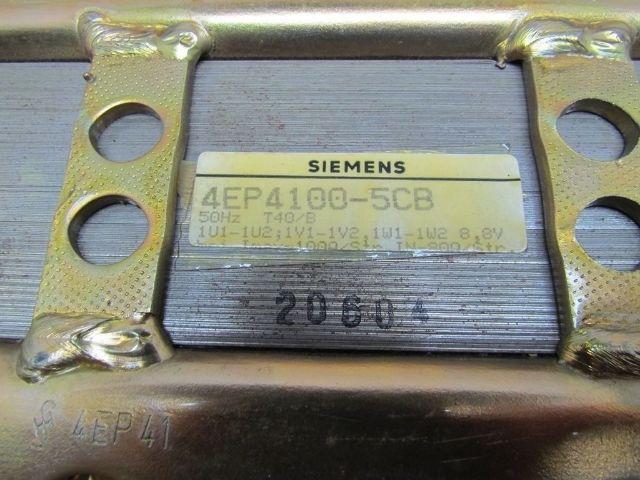 SIEMENS
4EP4100-5CB
50Hz T40/B
1U1-1U2;1V1-1V2,1W1-1W2 8,8V
20604
4EP41